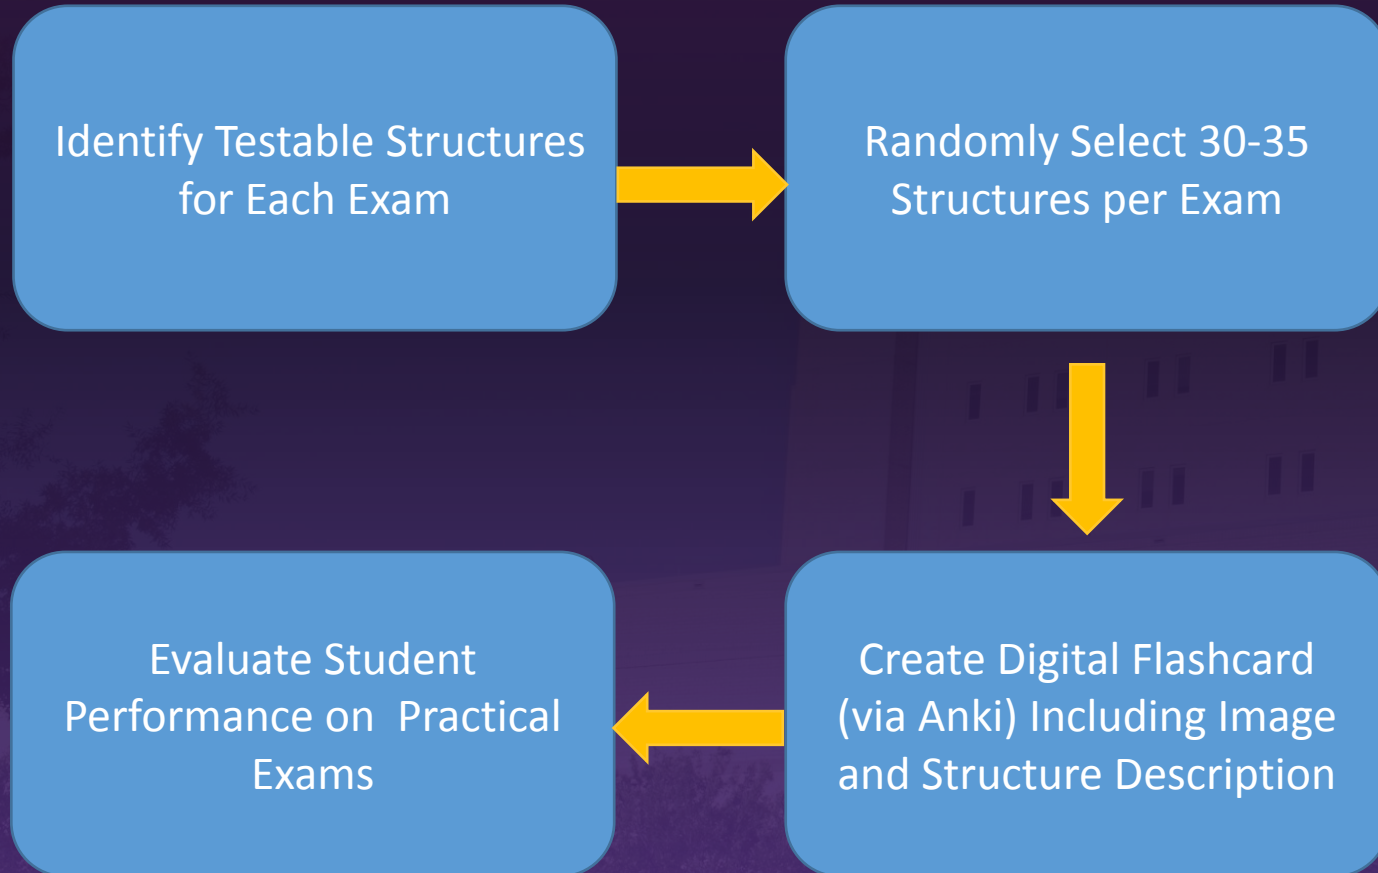 Identify Testable Structures
for Each Exam
Randomly Select 30-35
Structures per Exam
Create Digital Flashcard
(via Anki) Including Image
and Structure Description
Evaluate Student
Performance on  Practical
Exams